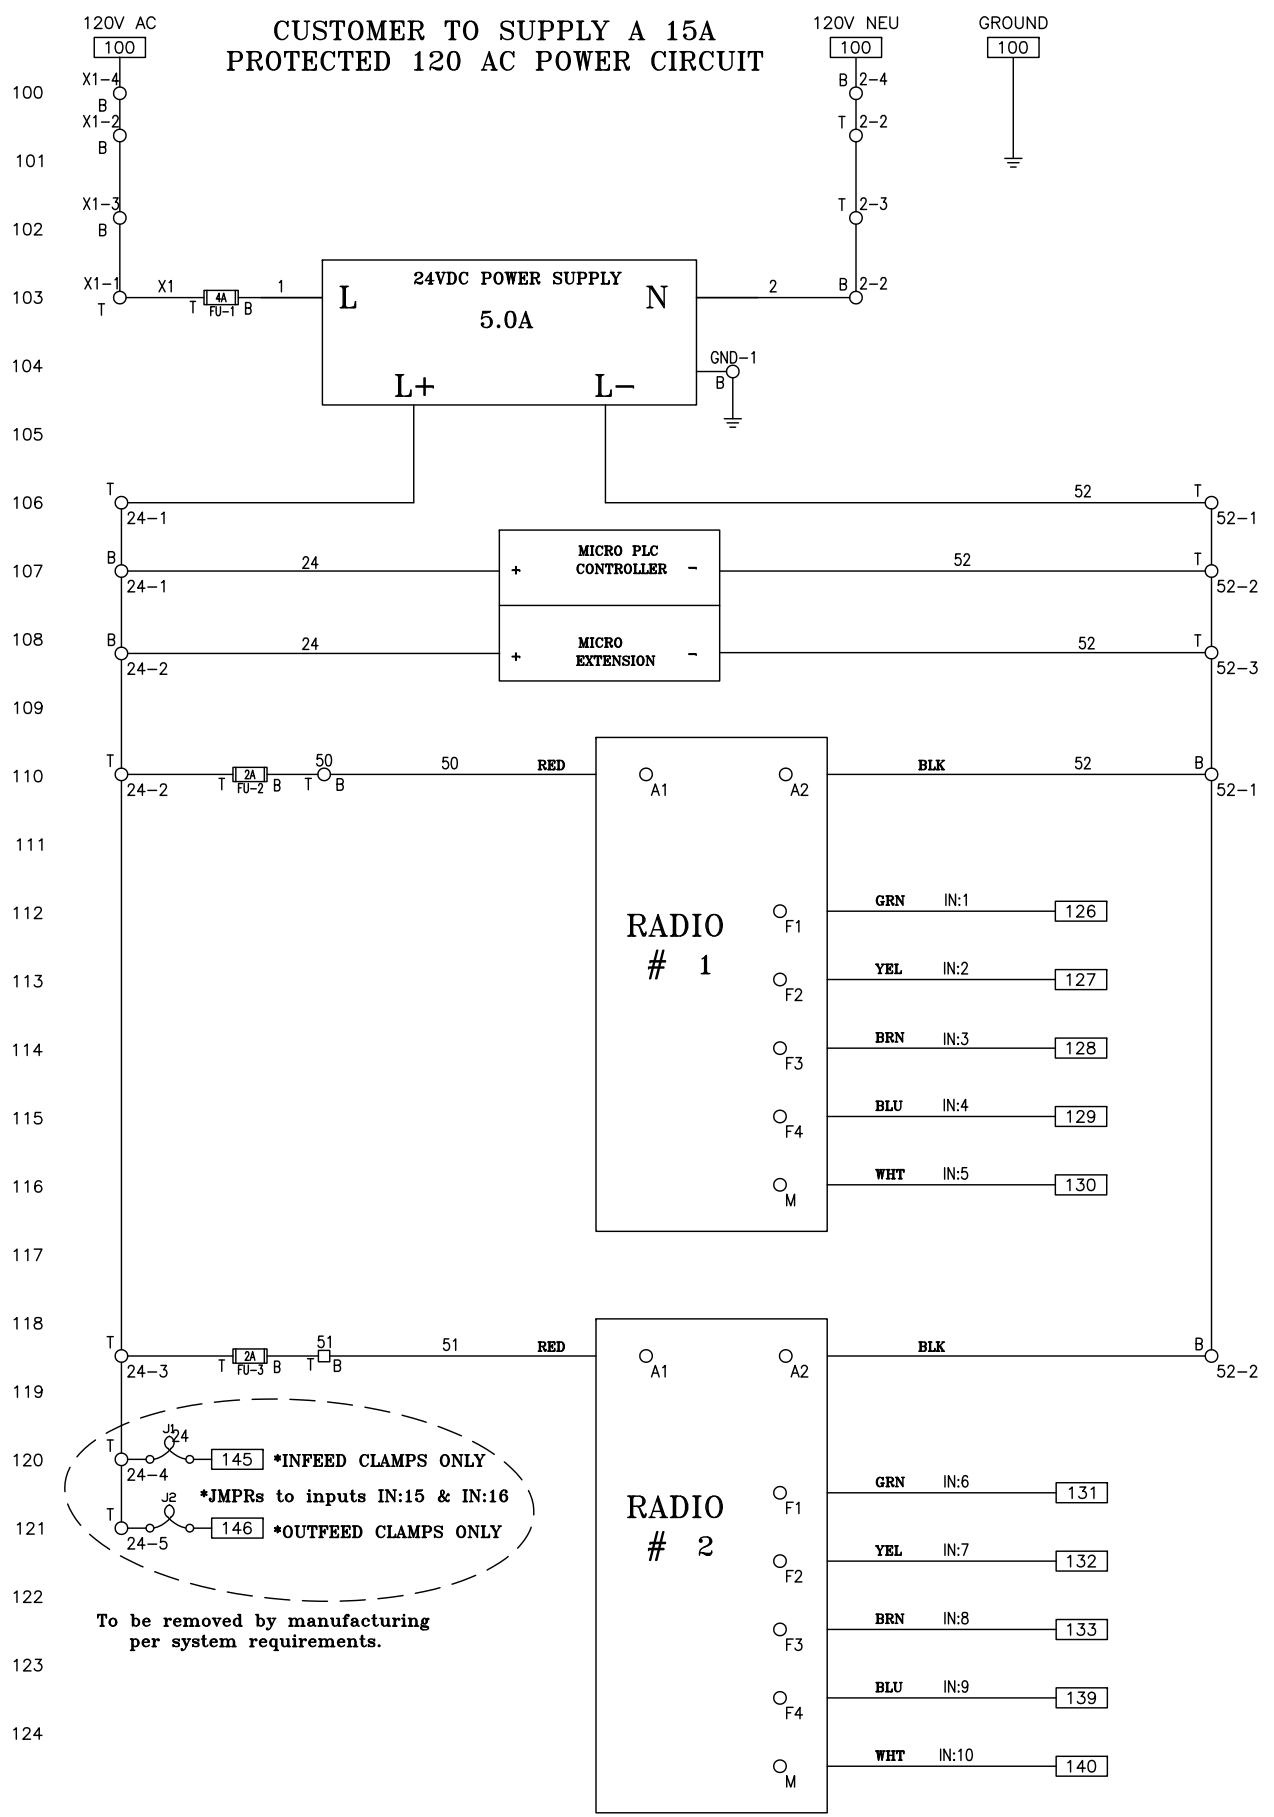 120V AC
CUSTOMER TO SUPPLY A 15A
PROTECTED 120 AC POWER CIRCUIT
120V NEU
GROUND
100
100
100
100
X1-4
B
B
2-4
X1-2
B
T
2-2
101
X1-3
B
T
2-3
102
103
X1-1
T
X1
T
4A
FU-1
B
1
L
24VDC POWER SUPPLY
5.0A
N
2
B
2-2
104
GND-1
B
L+
L-
105
106
T
24-1
52
T
52-1
107
B
24-1
24
+
MICRO PLC
CONTROLLER
-
52
T
52-2
108
B
24-2
24
+
MICRO
EXTENSION
-
52
T
52-3
109
110
T
24-2
T
2A
FU-2
B
50
T
B
50
RED
A1
A2
BLK
52
B
52-1
111
112
F1
GRN
IN:1
126
RADIO
# 1
113
F2
YEL
IN:2
127
114
F3
BRN
IN:3
128
115
F4
BLU
IN:4
129
116
M
WHT
IN:5
130
117
118
T
24-3
T
2A
FU-3
B
51
T
B
51
RED
A1
A2
BLK
B
52-2
119
120
T
24-4
J1
24
145
*INFEED CLAMPS ONLY
*JMPRs to inputs IN:15 & IN:16
121
T
24-5
J2
146
*OUTFEED CLAMPS ONLY
F1
GRN
IN:6
131
RADIO
# 2
F2
YEL
IN:7
132
122
To be removed by manufacturing
per system requirements.
F3
BRN
IN:8
133
123
F4
BLU
IN:9
139
124
M
WHT
IN:10
140